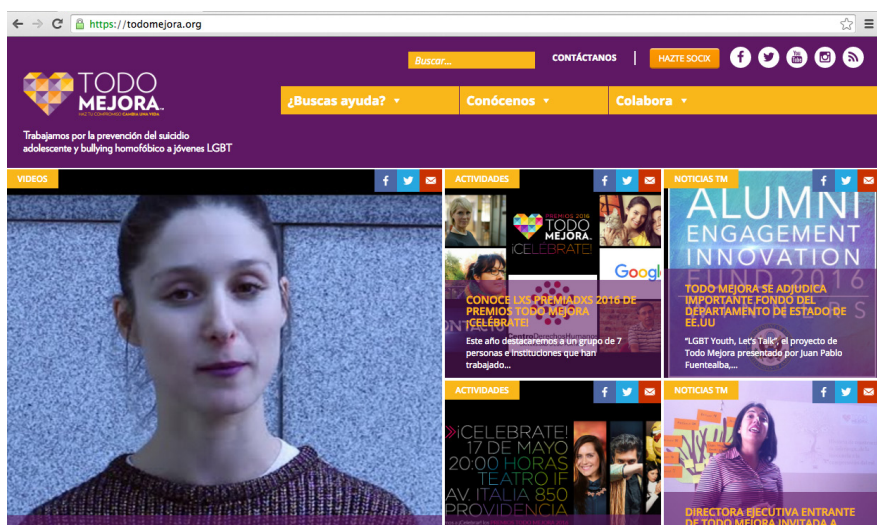 https://todomejora.org
Buscar...
CONTÁCTANOS
HAZTE SOCIX
TODO
MEJORA
HAZ TU COMPROMISO CAMBIA UNA VIDA
¿Buscas ayuda?
Conócenos
Colabora
Trabajamos por la prevención del suicidio
adolescente y bullying homofóbico a jóvenes LGBT
VIDEOS
ACTIVIDADES
PREMIOS 2016
TODO
MEJORA.
¡CELÉBRATE!
Google
CONOCE LXS PREMIADXS 2016 DE
PREMIOS TODO MEJORA
¡CELÉBRATE!
Este año destacaremos a un grupo de 7
personas e instituciones que han
trabajado...
NOTICIAS TM
ALUMNI
ENGAGEMENT
INNOVATION
FUND 2016
TODO MEJORA SE ADJUDICA
IMPORTANTE FONDO DEL
DEPARTAMENTO DE ESTADO DE
EE.UU
"LGBT Youth, Let's Talk", el proyecto de
Todo Mejora presentado por Juan Pablo
Fuentealba,...
ACTIVIDADES
¡CELEBRATE!
17 DE MAYO
20:00 HORAS
TEATRO IF
AV. ITALIA 850
PROVIDENCIA
NOTICIAS TM
DIRECTORA EJECUTIVA ENTRANTE
DE TODO MEJORA INVITADA A